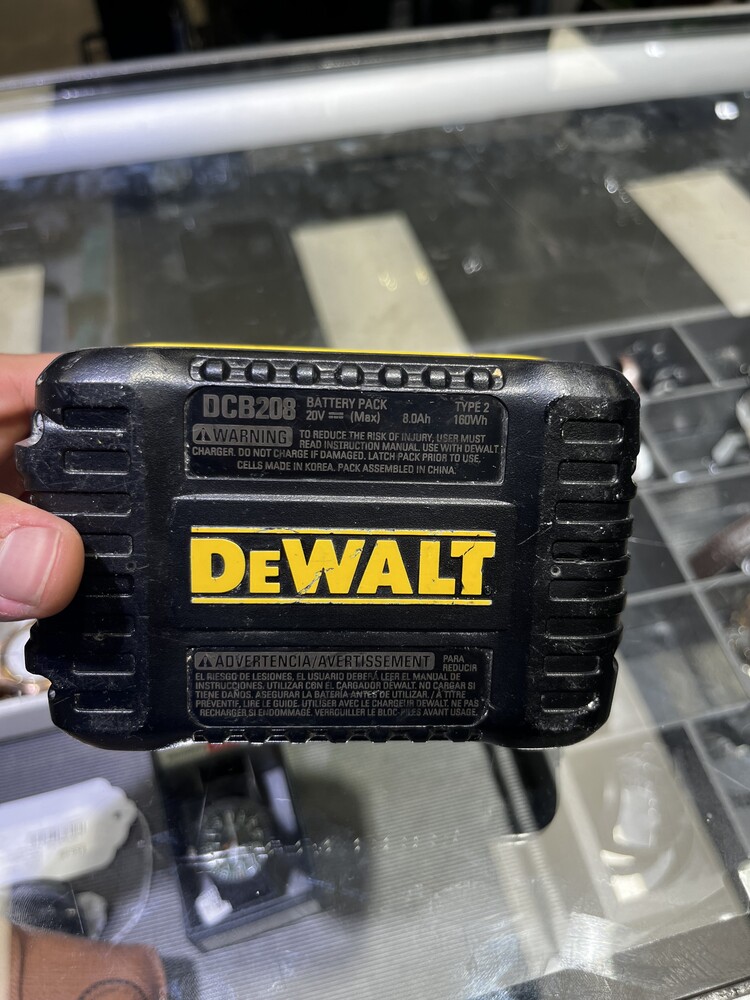 DCB208 BATTERY PACK TYPE 2
20V ⎓ (Max) 8.0Ah 160Wh
⚠WARNING TO REDUCE THE RISK OF INJURY, USER MUST
READ INSTRUCTION MANUAL. USE WITH DEWALT
CHARGER. DO NOT CHARGE IF DAMAGED. LATCH PACK PRIOR TO USE.
CELLS MADE IN KOREA. PACK ASSEMBLED IN CHINA.
DEWALT
⚠ADVERTENCIA/AVERTISSEMENT PARA
REDUCIR
EL RIESGO DE LESIONES, EL USUARIO DEBERÁ LEER EL MANUAL DE
INSTRUCCIONES. UTILIZAR CON EL CARGADOR DEWALT. NO CARGAR SI
TIENE DAÑOS. ASEGURAR LA BATERÍA ANTES DE UTILIZAR. / À TITRE
PRÉVENTIF, LIRE LE GUIDE. UTILISER AVEC LE CHARGEUR DEWALT. NE PAS
RECHARGER SI ENDOMMAGÉ. VERROUILLER LE BLOC-PILES AVANT USAGE.